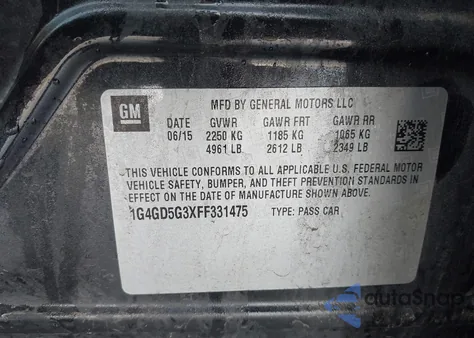 GM
MFD BY GENERAL MOTORS LLC
DATE GVWR GAWR FRT GAWR RR
06/15 2250 KG 1185 KG 1065 KG
4961 LB 2612 LB 2349 LB
THIS VEHICLE CONFORMS TO ALL APPLICABLE U.S. FEDERAL MOTOR
VEHICLE SAFETY, BUMPER, AND THEFT PREVENTION STANDARDS IN
EFFECT ON THE DATE OF MANUFACTURE SHOWN ABOVE.
1G4GD5G3XFF331475 TYPE: PASS CAR
autoSnap